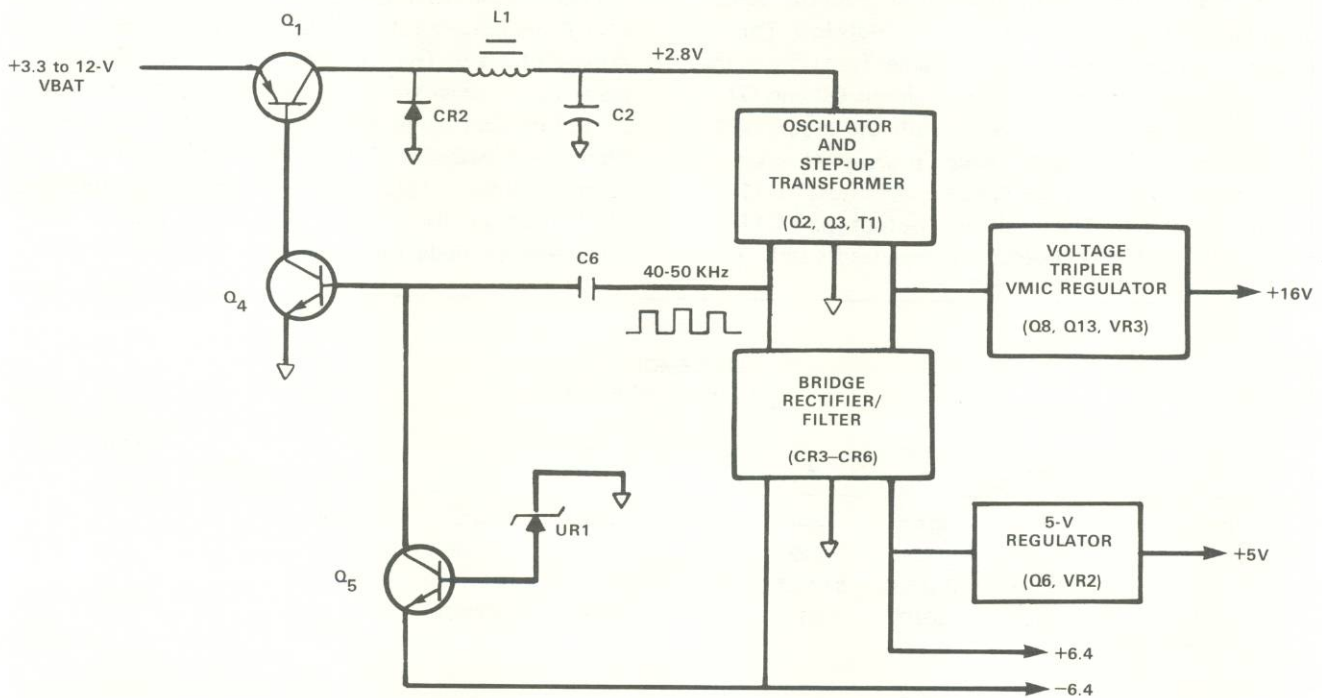 Q1
L1
+3.3 to 12-V
VBAT
+2.8V
CR2
C2
OSCILLATOR
AND
STEP-UP
TRANSFORMER
(Q2, Q3, T1)
Q4
C6
40-50 KHz
VOLTAGE
TRIPLER
VMIC REGULATOR
(Q8, Q13, VR3)
+16V
BRIDGE
RECTIFIER/
FILTER
(CR3–CR6)
UR1
Q5
5-V
REGULATOR
(Q6, VR2)
+5V
+6.4
−6.4